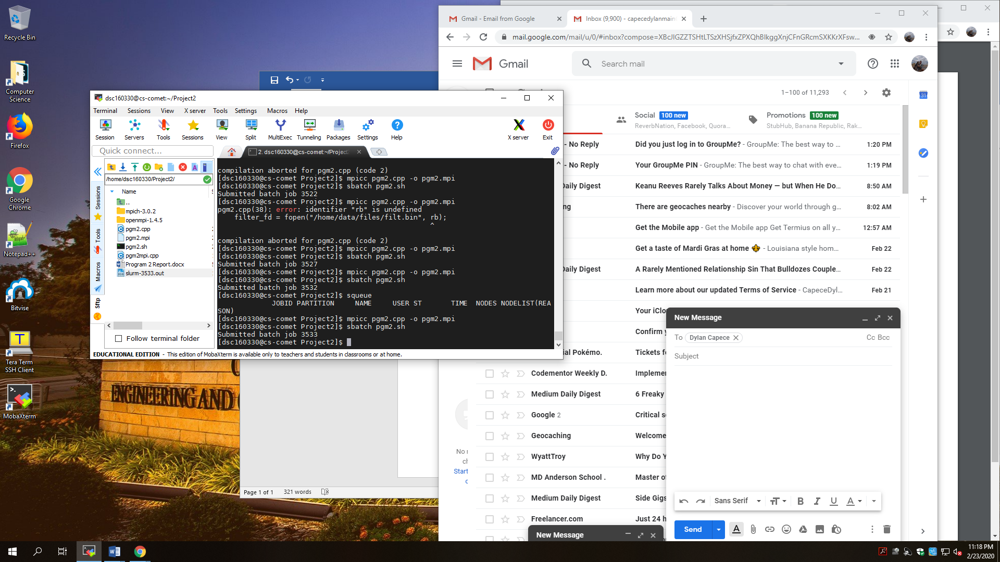 Recycle Bin
Computer
Science
Firefox
Google
Chrome
Notepad++
Bitvise
Tera Term
SSH Client
MobaXterm
ENGINEERING AND
dsc160330@cs-comet:~/Project2
Terminal Sessions View X server Tools Settings Macros Help
Session Servers Tools Sessions View Split MultiExec Tunneling Packages Settings Help X server Exit
Quick connect...
2. dsc160330@cs-comet:~/Project2
/home/dsc160330/Project2/
Name
Sessions
Tools
Macros
Sftp
..
mpich-3.0.2
openmpi-1.4.5
pgm2.cpp
pgm2.mpi
pgm2.sh
pgm2mpi.cpp
Program 2 Report.docx
slurm-3533.out
Follow terminal folder
compilation aborted for pgm2.cpp (code 2)
[dsc160330@cs-comet Project2]$ mpicc pgm2.cpp -o pgm2.mpi
[dsc160330@cs-comet Project2]$ sbatch pgm2.sh
Submitted batch job 3522
[dsc160330@cs-comet Project2]$ mpicc pgm2.cpp -o pgm2.mpi
pgm2.cpp(38): error: identifier "rb" is undefined
filter_fd = fopen("/home/data/files/filt.bin", rb);
^
compilation aborted for pgm2.cpp (code 2)
[dsc160330@cs-comet Project2]$ mpicc pgm2.cpp -o pgm2.mpi
[dsc160330@cs-comet Project2]$ sbatch pgm2.sh
Submitted batch job 3527
[dsc160330@cs-comet Project2]$ mpicc pgm2.cpp -o pgm2.mpi
[dsc160330@cs-comet Project2]$ sbatch pgm2.sh
Submitted batch job 3532
[dsc160330@cs-comet Project2]$ squeue
JOBID PARTITION NAME USER ST TIME NODES NODELIST(REA
SON)
[dsc160330@cs-comet Project2]$ mpicc pgm2.cpp -o pgm2.mpi
[dsc160330@cs-comet Project2]$ sbatch pgm2.sh
Submitted batch job 3533
[dsc160330@cs-comet Project2]$
EDUCATIONAL EDITION - This edition of MobaXterm is available only to teachers and students in classrooms or at home.
Page 1 of 1 321 words
Gmail - Email from Google
Inbox (9,900) - capecedylanmain
mail.google.com/mail/u/0/#inbox?compose=XBcJIGZZTSHtLTSzXHSjfxZPXQhBlkggXnjCFnGRcmSXKKrXFsw...
Gmail
Search mail
1–100 of 11,293
Social 100 new
ReverbNation, Facebook, Quora...
Promotions 100 new
StubHub, Banana Republic, Rak...
- No Reply Did you just log in to GroupMe? - GroupMe: The best way to ... 1:20 PM
- No Reply Your GroupMe PIN - GroupMe: The best way to chat with eve... 1:19 PM
Daily Digest Keanu Reeves Rarely Talks About Money — but When He Do... 8:50 AM
ng There are geocaches nearby - Discover your world through g... 8:02 AM
Get the Mobile app - Get the Mobile app Get Termius on all y... 12:57 AM
Get a taste of Mardi Gras at home ⚜ - Louisiana style hom... Feb 22
Daily Digest A Rarely Mentioned Relationship Sin That Bulldozes Couple... Feb 22
Learn more about our updated Terms of Service - CapeceDyl... Feb 21
Your iClo
Confirm y
ial Pokémo. Tickets fo
Codementor Weekly D. Implemen
Medium Daily Digest 6 Freaky
Google 2 Critical se
Geocaching Welcome
WyattTroy Why Do Y
MD Anderson School . Master of
Medium Daily Digest Side Gigs
Freelancer.com Just 24 h
No r
ch
Start
New Message
To Dylan Capece Cc Bcc
Subject
Sans Serif
Send
New Message
31
11:18 PM
2/23/2020